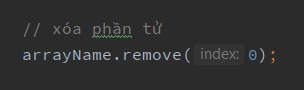 // xóa phần tử
arrayName.remove( index: 0);